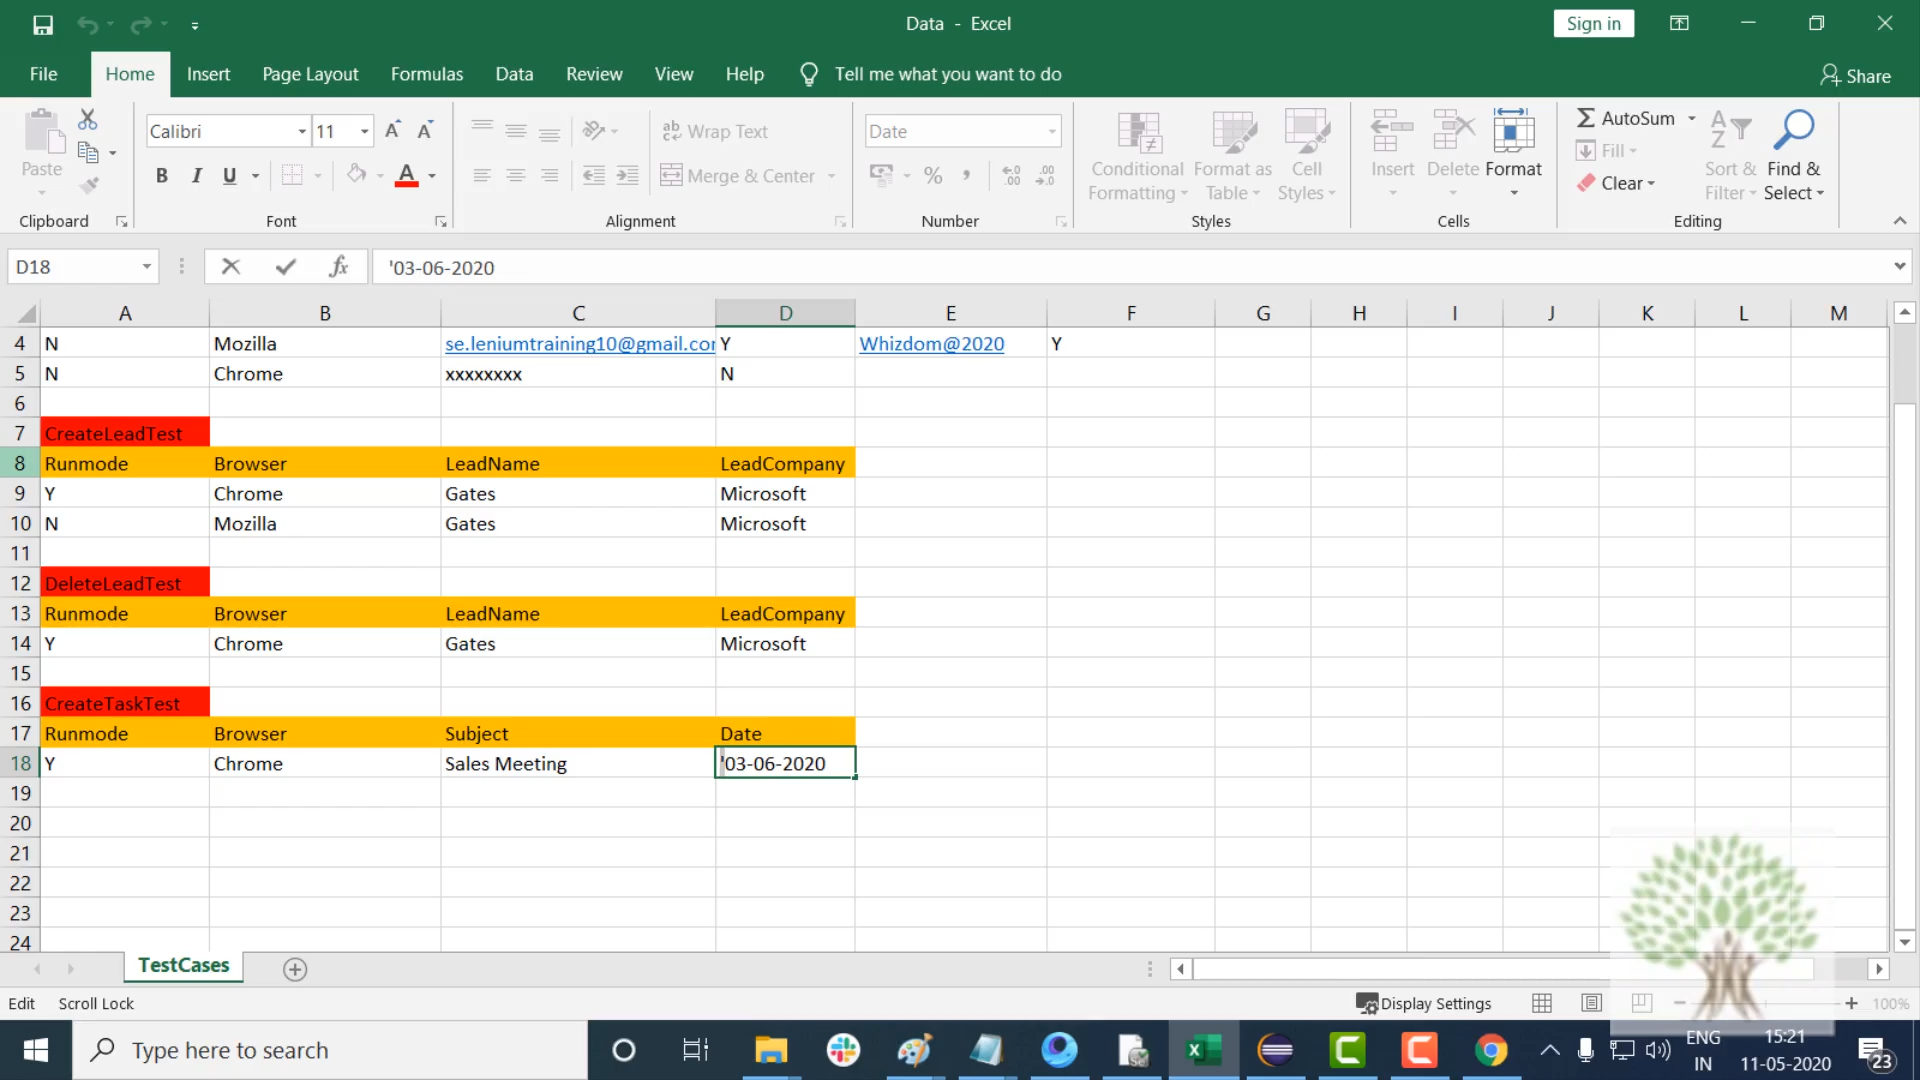 Data - Excel
Sign in
File Home Insert Page Layout Formulas Data Review View Help Tell me what you want to do Share
Calibri 11 A A ab Wrap Text Date AutoSum
Paste B I U A Merge & Center % , Conditional Formatting Format as Table Cell Styles Insert Delete Format Fill Clear Sort & Filter Find & Select
Clipboard Font Alignment Number Styles Cells Editing
D18 fx '03-06-2020
A B C D E F G H I J K L M
4 N Mozilla se.leniumtraining10@gmail.com Y Whizdom@2020 Y
5 N Chrome xxxxxxxx N
6
7 CreateLeadTest
8 Runmode Browser LeadName LeadCompany
9 Y Chrome Gates Microsoft
10 N Mozilla Gates Microsoft
11
12 DeleteLeadTest
13 Runmode Browser LeadName LeadCompany
14 Y Chrome Gates Microsoft
15
16 CreateTaskTest
17 Runmode Browser Subject Date
18 Y Chrome Sales Meeting '03-06-2020
19
20
21
22
23
24
TestCases
Edit Scroll Lock Display Settings 100%
Type here to search ENG 15:21
IN 11-05-2020 23